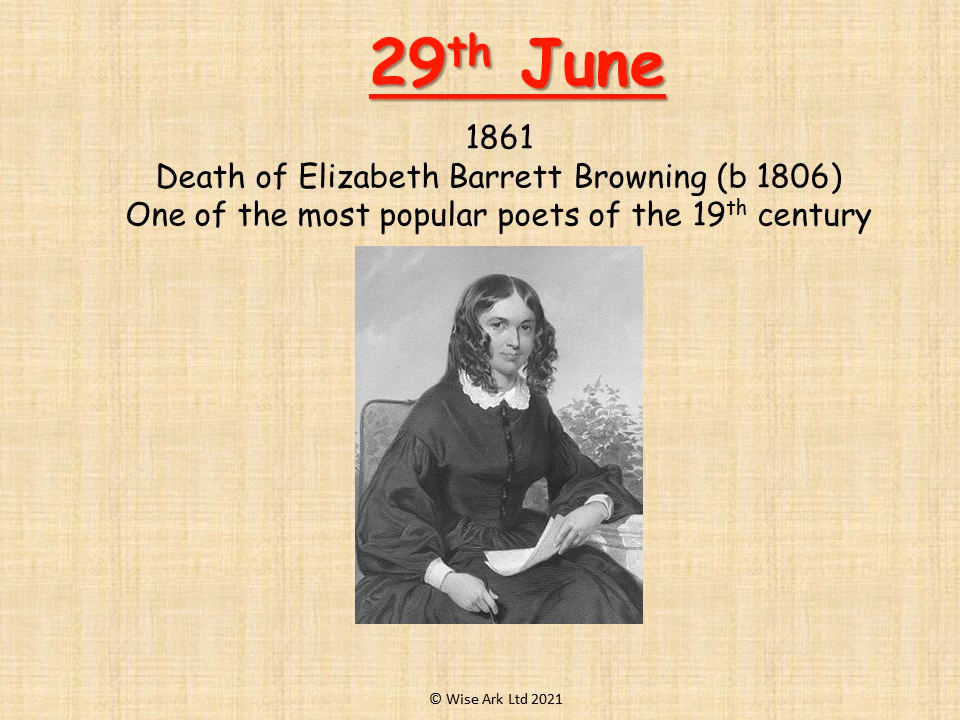 29th June
1861
Death of Elizabeth Barrett Browning (b 1806)
One of the most popular poets of the 19th century
© Wise Ark Ltd 2021